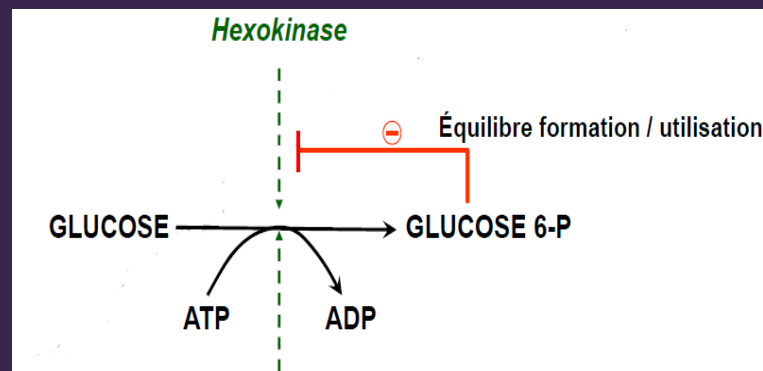 Hexokinase
Équilibre formation / utilisation
GLUCOSE
GLUCOSE 6-P
ATP
ADP